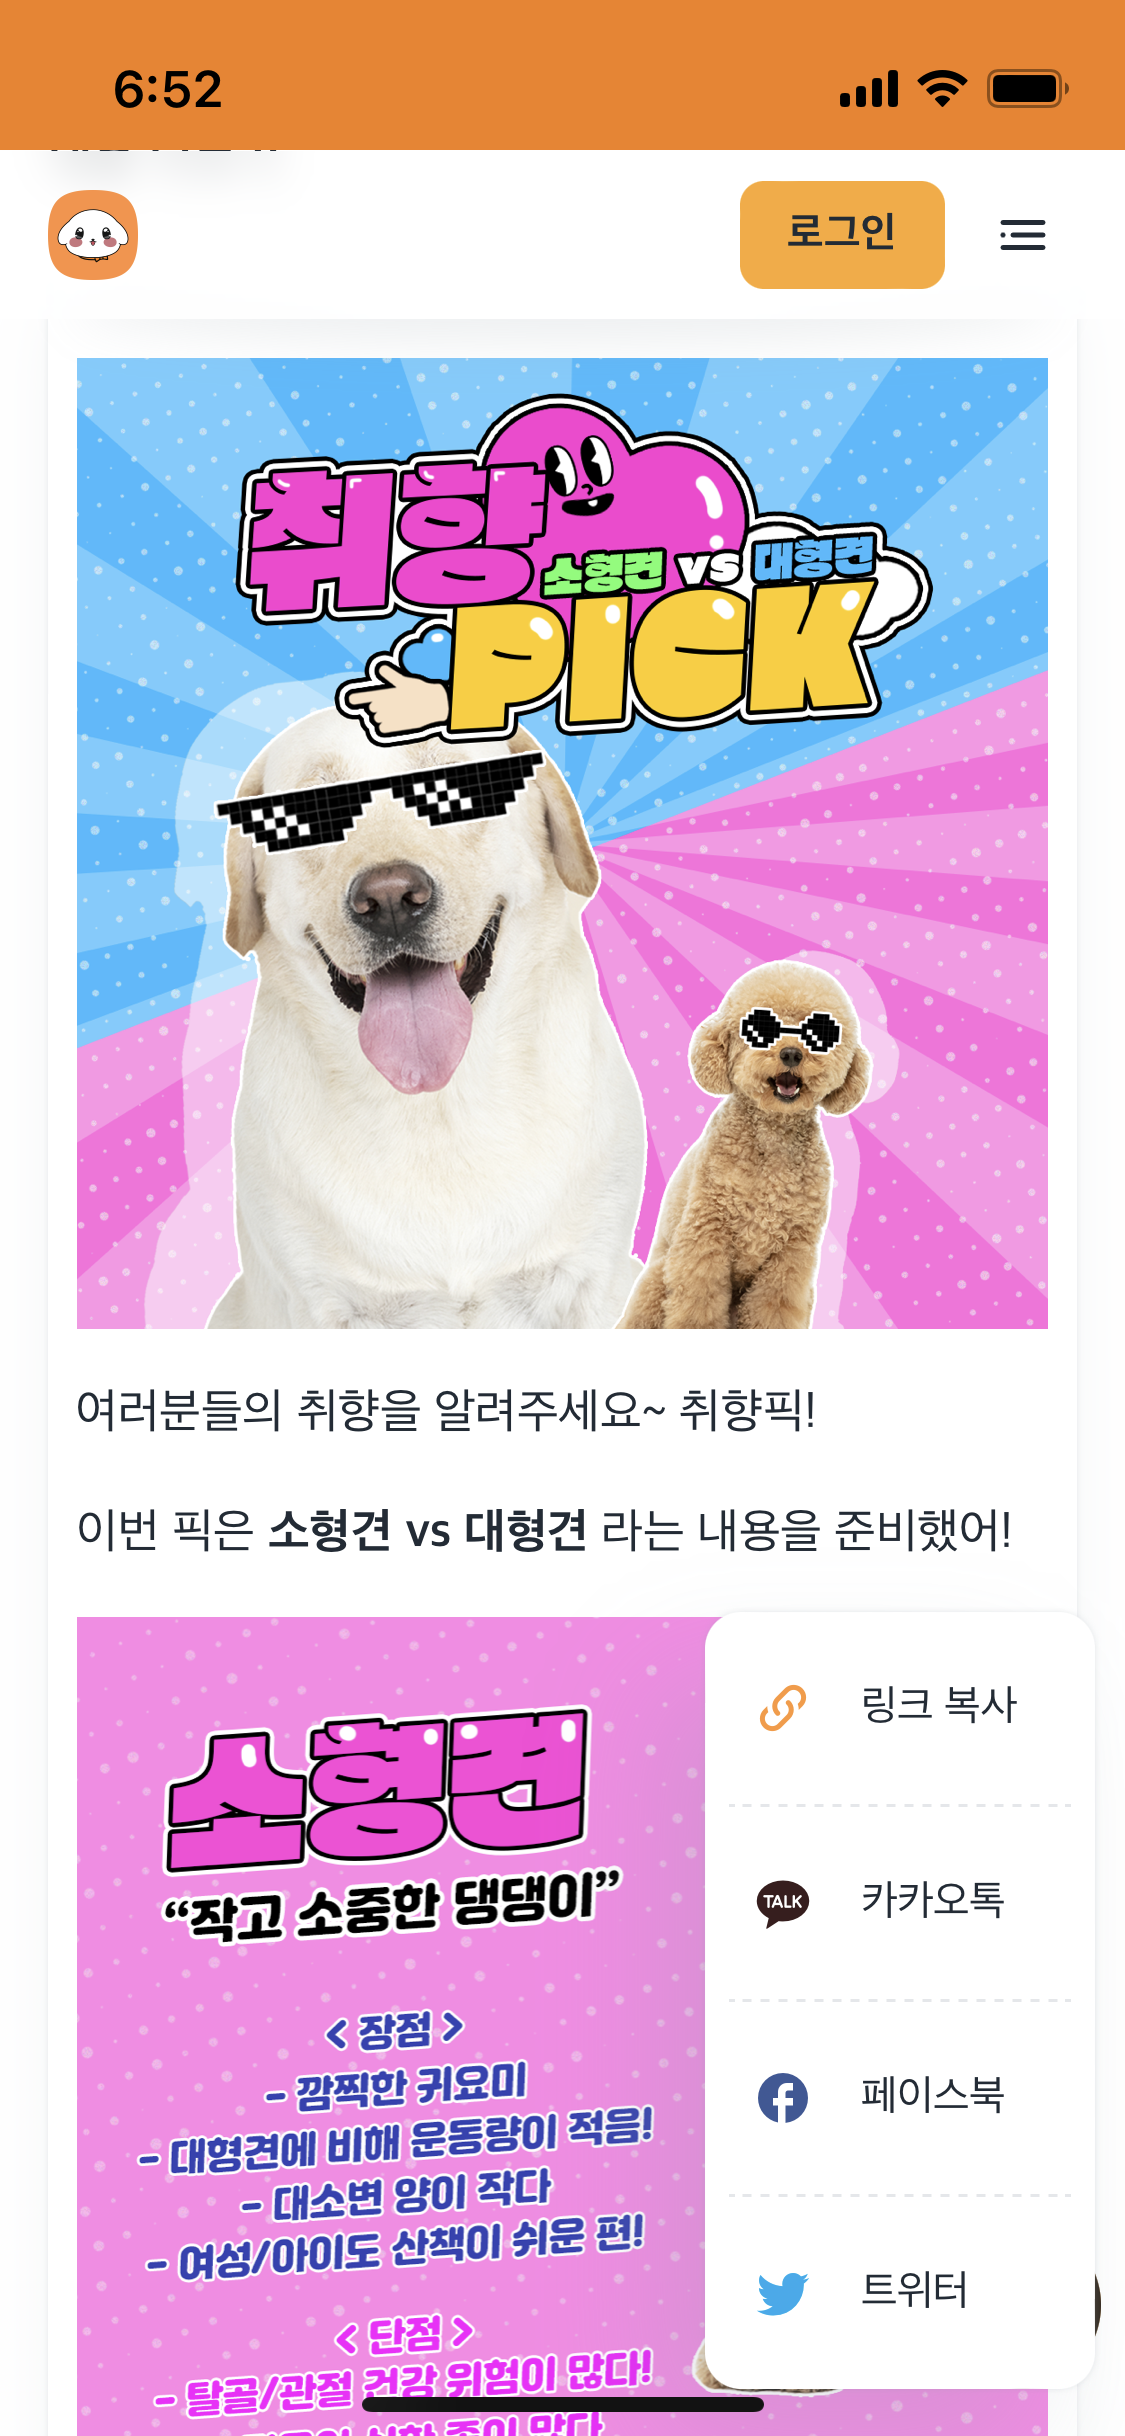 6:52
로그인
취향
소형견 vs 대형견
PICK
여러분들의 취향을 알려주세요~ 취향픽!
이번 픽은 소형견 vs 대형견 라는 내용을 준비했어!
소형견
“작고 소중한 댕댕이”
< 장점 >
- 깜찍한 귀요미
- 대형견에 비해 운동량이 적음!
- 대소변 양이 작다
- 여성/아이도 산책이 쉬운 편!
< 단점 >
- 탈골/관절 건강 위험이 많다!
링크 복사
TALK 카카오톡
페이스북
트위터